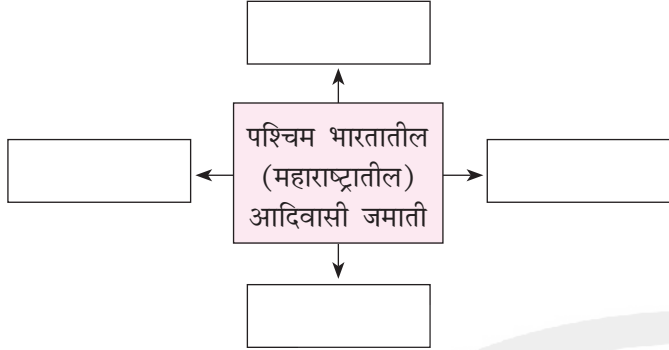 पश्चिम भारतातील
(महाराष्ट्रातील)
आदिवासी जमाती